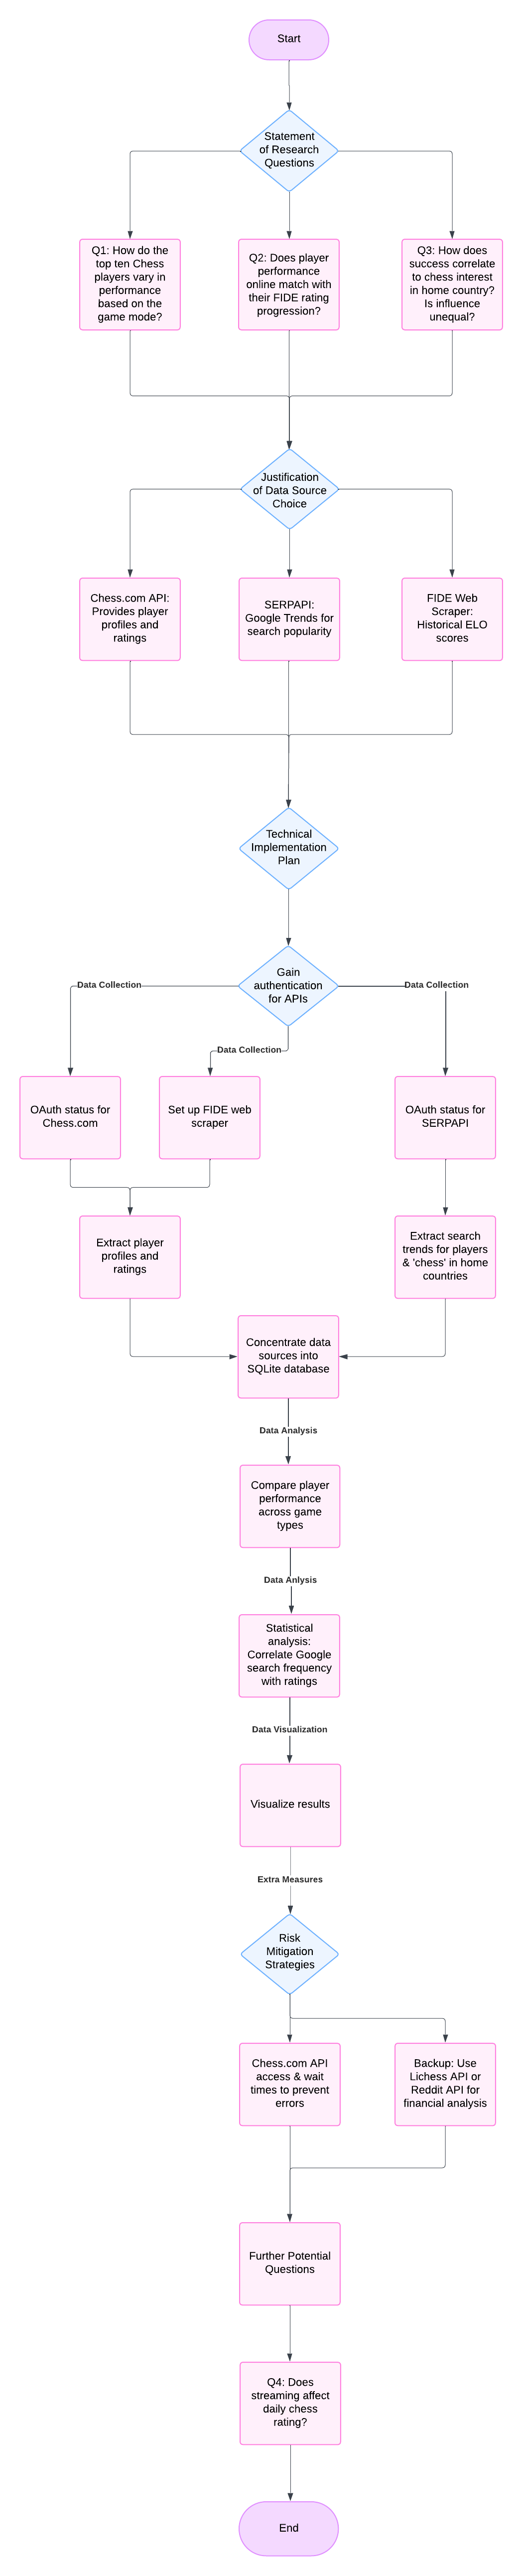 Start
Statement
of Research
Questions
Q1: How do the
top ten Chess
players vary in
performance
based on the
game mode?
Q2: Does player
performance
online match with
their FIDE rating
progression?
Q3: How does
success correlate
to chess interest
in home country?
Is influence
unequal?
Justification
of Data Source
Choice
Chess.com API:
Provides player
profiles and
ratings
SERPAPI:
Google Trends for
search popularity
FIDE Web
Scraper:
Historical ELO
scores
Technical
Implementation
Plan
Gain
authentication
for APIs
Data Collection
Data Collection
Data Collection
OAuth status for
Chess.com
Set up FIDE web
scraper
OAuth status for
SERPAPI
Extract player
profiles and
ratings
Extract search
trends for players
& 'chess' in home
countries
Concentrate data
sources into
SQLite database
Data Analysis
Compare player
performance
across game
types
Data Anlysis
Statistical
analysis:
Correlate Google
search frequency
with ratings
Data Visualization
Visualize results
Extra Measures
Risk
Mitigation
Strategies
Chess.com API
access & wait
times to prevent
errors
Backup: Use
Lichess API or
Reddit API for
financial analysis
Further Potential
Questions
Q4: Does
streaming affect
daily chess
rating?
End